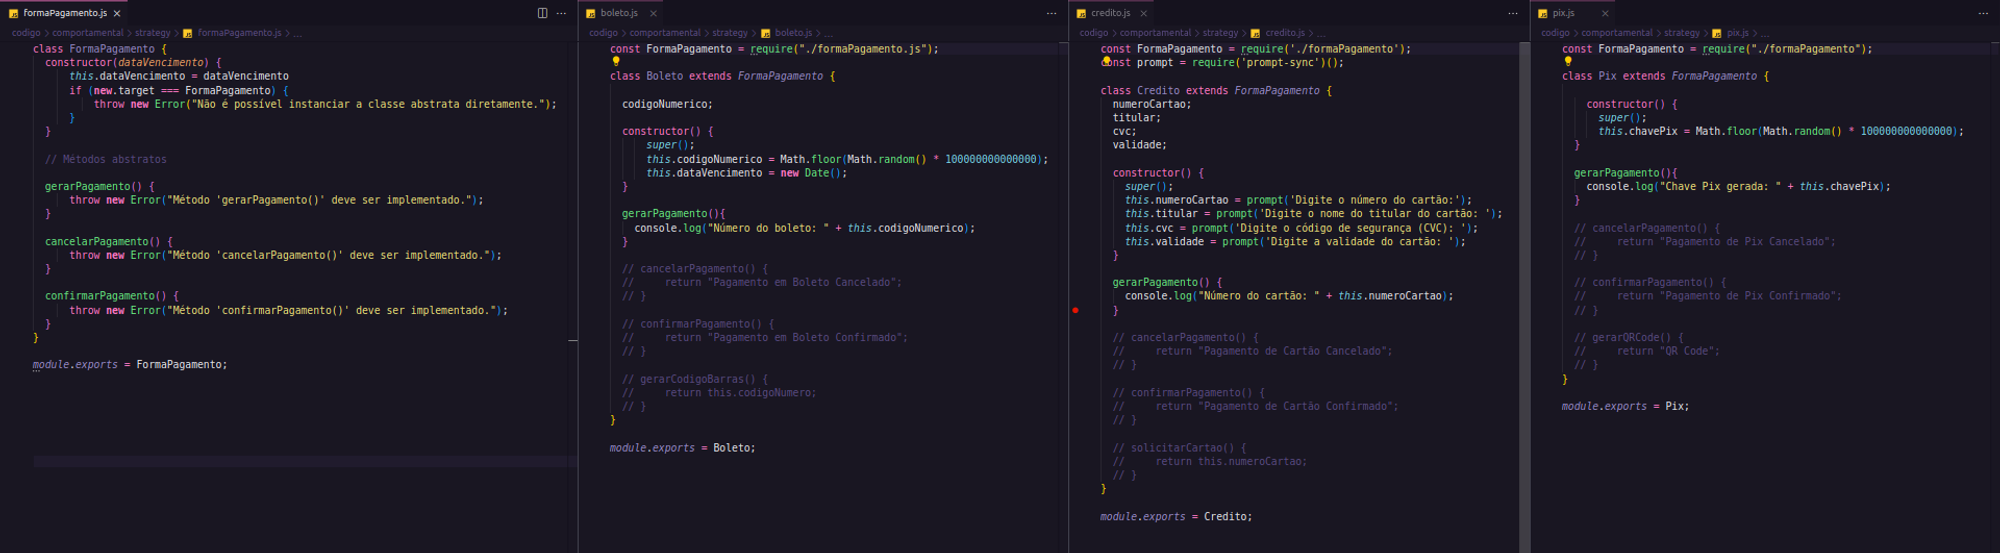 formaPagamento.js
codigo > comportamental > strategy > formaPagamento.js > ...
class FormaPagamento {
constructor(dataVencimento) {
this.dataVencimento = dataVencimento
if (new.target === FormaPagamento) {
throw new Error("Não é possível instanciar a classe abstrata diretamente.");
}
}
// Métodos abstratos
gerarPagamento() {
throw new Error("Método 'gerarPagamento()' deve ser implementado.");
}
cancelarPagamento() {
throw new Error("Método 'cancelarPagamento()' deve ser implementado.");
}
confirmarPagamento() {
throw new Error("Método 'confirmarPagamento()' deve ser implementado.");
}
}
module.exports = FormaPagamento;
boleto.js
codigo > comportamental > strategy > boleto.js > ...
const FormaPagamento = require("./formaPagamento.js");
class Boleto extends FormaPagamento {
codigoNumerico;
constructor() {
super();
this.codigoNumerico = Math.floor(Math.random() * 100000000000000);
this.dataVencimento = new Date();
}
gerarPagamento(){
console.log("Número do boleto: " + this.codigoNumerico);
}
// cancelarPagamento() {
//     return "Pagamento em Boleto Cancelado";
// }
// confirmarPagamento() {
//     return "Pagamento em Boleto Confirmado";
// }
// gerarCodigoBarras() {
//     return this.codigoNumero;
// }
}
module.exports = Boleto;
credito.js
codigo > comportamental > strategy > credito.js > ...
const FormaPagamento = require('./formaPagamento');
const prompt = require('prompt-sync')();
class Credito extends FormaPagamento {
numeroCartao;
titular;
cvc;
validade;
constructor() {
super();
this.numeroCartao = prompt('Digite o número do cartão:');
this.titular = prompt('Digite o nome do titular do cartão: ');
this.cvc = prompt('Digite o código de segurança (CVC): ');
this.validade = prompt('Digite a validade do cartão: ');
}
gerarPagamento() {
console.log("Número do cartão: " + this.numeroCartao);
}
// cancelarPagamento() {
//     return "Pagamento de Cartão Cancelado";
// }
// confirmarPagamento() {
//     return "Pagamento de Cartão Confirmado";
// }
// solicitarCartao() {
//     return this.numeroCartao;
// }
}
module.exports = Credito;
pix.js
codigo > comportamental > strategy > pix.js > ...
const FormaPagamento = require("./formaPagamento");
class Pix extends FormaPagamento {
constructor() {
super();
this.chavePix = Math.floor(Math.random() * 100000000000000);
}
gerarPagamento(){
console.log("Chave Pix gerada: " + this.chavePix);
}
// cancelarPagamento() {
//     return "Pagamento de Pix Cancelado";
// }
// confirmarPagamento() {
//     return "Pagamento de Pix Confirmado";
// }
// gerarQRCode() {
//     return "QR Code";
// }
}
module.exports = Pix;